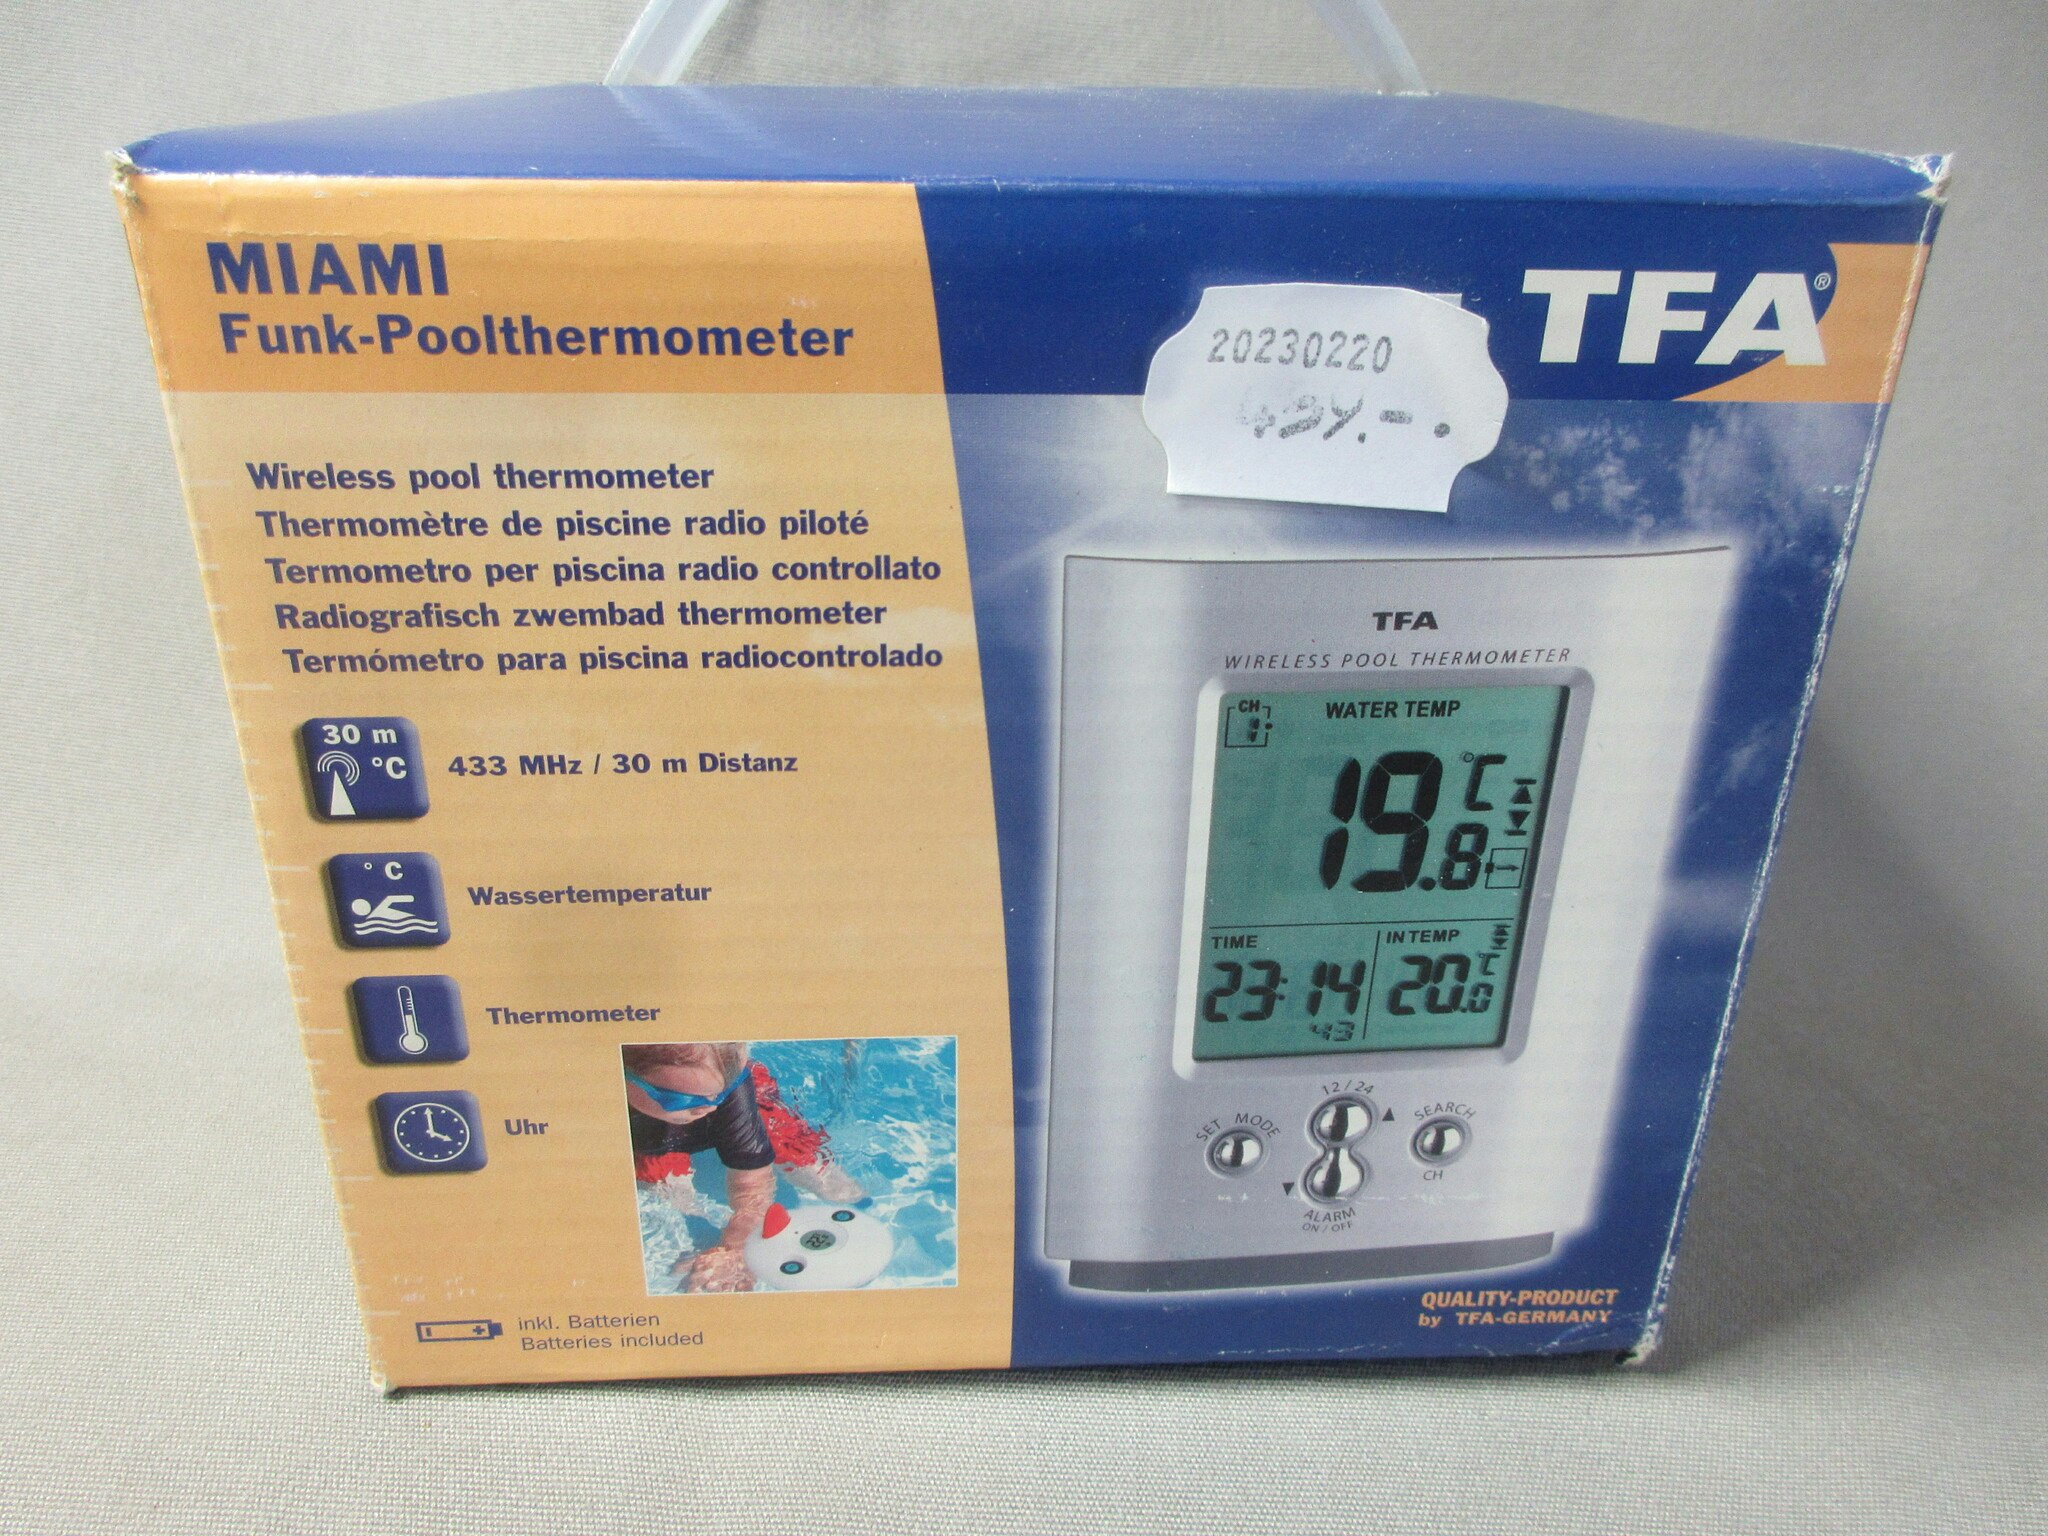 MIAMI
Funk-Poolthermometer
TFA®
20230220
Wireless pool thermometer
Thermomètre de piscine radio piloté
Termometro per piscina radio controllato
Radiografisch zwembad thermometer
Termómetro para piscina radiocontrolado
30 m
°C
433 MHz / 30 m Distanz
° C
Wassertemperatur
Thermometer
Uhr
inkl. Batterien
Batteries included
TFA
WIRELESS POOL THERMOMETER
CH
WATER TEMP
19.8 °C
TIME
IN TEMP
23:14
43
20.0 °C
12 / 24
SET MODE
SEARCH
CH
ALARM
ON / OFF
QUALITY-PRODUCT
by TFA-GERMANY